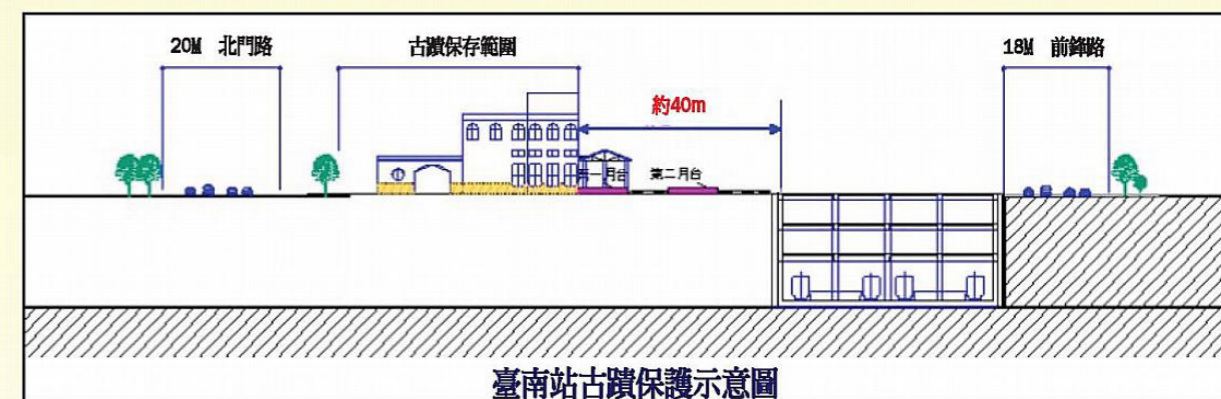 20M 北門路
古蹟保存範圍
18M 前鋒路
約40m
第一月台
第二月台
臺南站古蹟保護示意圖